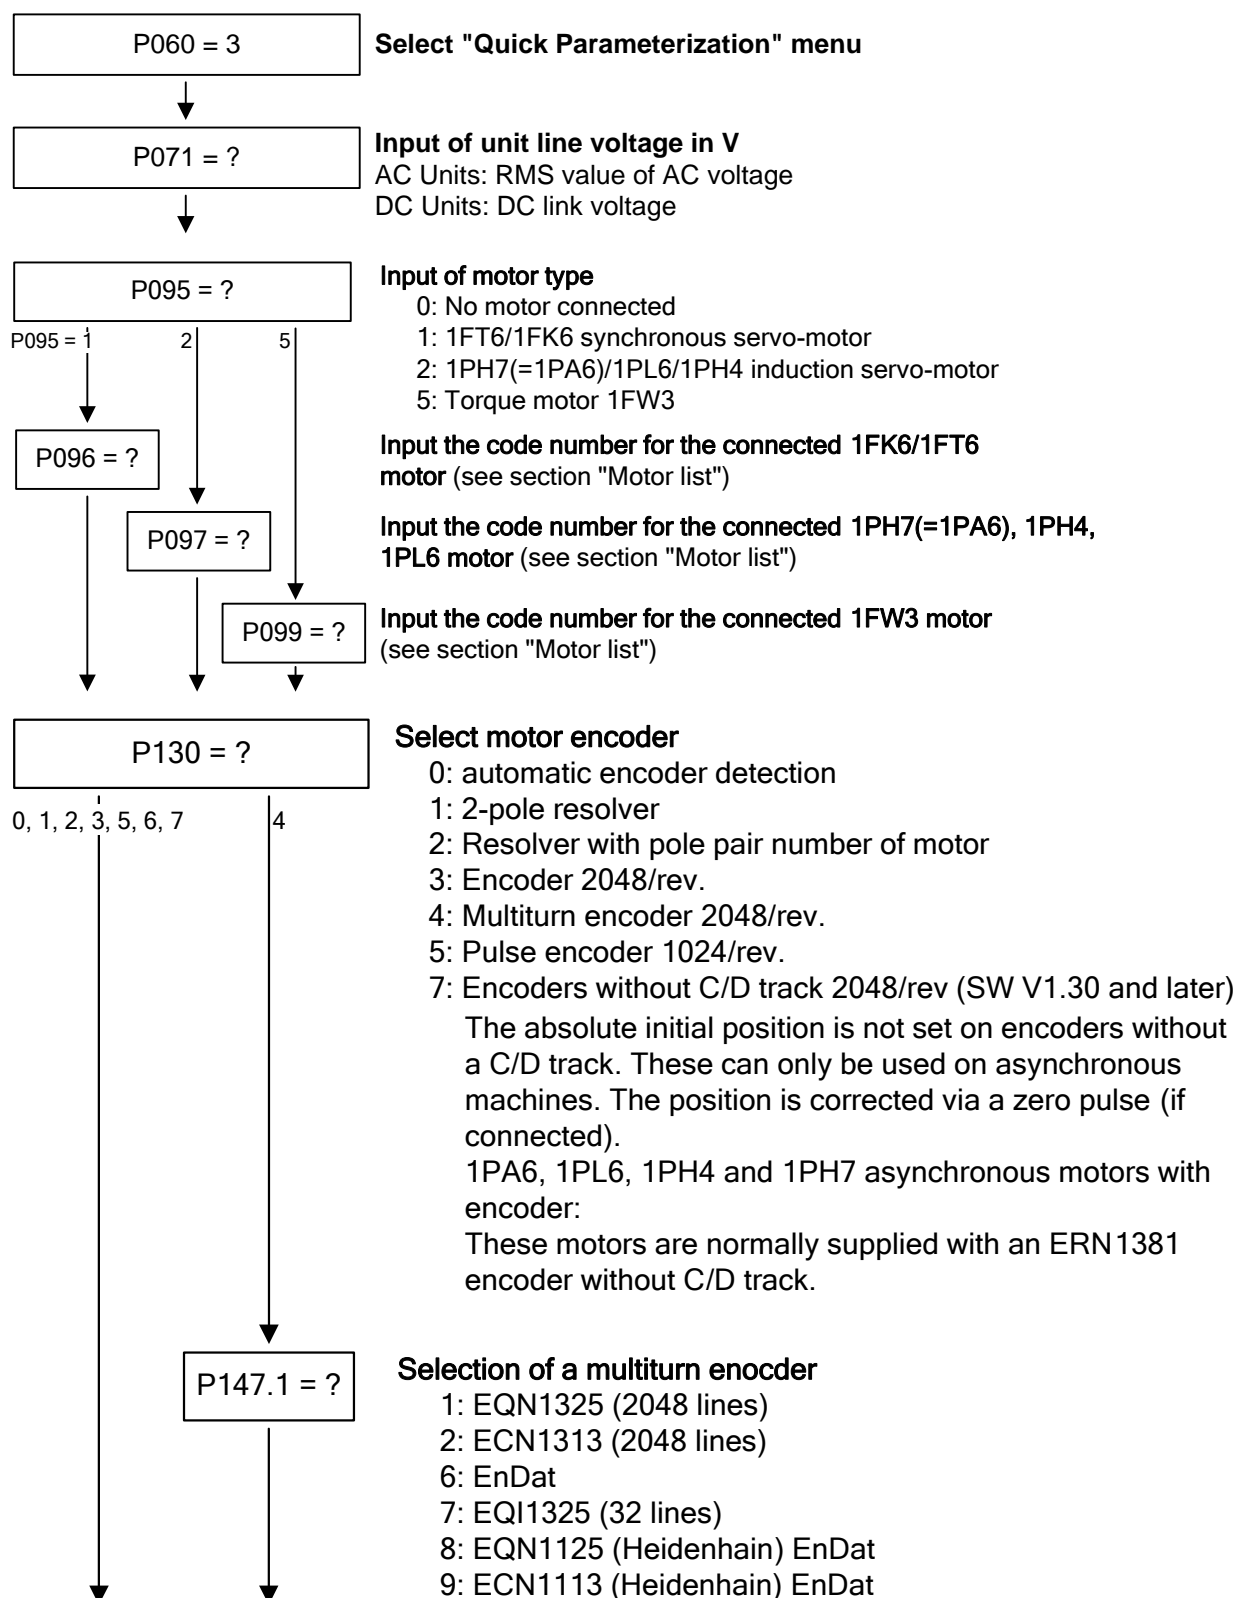 P060 = 3
Select "Quick Parameterization" menu
P071 = ?
Input of unit line voltage in V
AC Units: RMS value of AC voltage
DC Units: DC link voltage
P095 = ?
Input of motor type
0: No motor connected
1: 1FT6/1FK6 synchronous servo-motor
2: 1PH7(=1PA6)/1PL6/1PH4 induction servo-motor
5: Torque motor 1FW3
P095 = 1
2
5
P096 = ?
Input the code number for the connected 1FK6/1FT6
motor (see section "Motor list")
P097 = ?
Input the code number for the connected 1PH7(=1PA6), 1PH4,
1PL6 motor (see section "Motor list")
P099 = ?
Input the code number for the connected 1FW3 motor
(see section "Motor list")
P130 = ?
Select motor encoder
0: automatic encoder detection
1: 2-pole resolver
2: Resolver with pole pair number of motor
3: Encoder 2048/rev.
4: Multiturn encoder 2048/rev.
5: Pulse encoder 1024/rev.
7: Encoders without C/D track 2048/rev (SW V1.30 and later)
The absolute initial position is not set on encoders without
a C/D track. These can only be used on asynchronous
machines. The position is corrected via a zero pulse (if
connected).
1PA6, 1PL6, 1PH4 and 1PH7 asynchronous motors with
encoder:
These motors are normally supplied with an ERN1381
encoder without C/D track.
0, 1, 2, 3, 5, 6, 7
4
P147.1 = ?
Selection of a multiturn enocder
1: EQN1325 (2048 lines)
2: ECN1313 (2048 lines)
6: EnDat
7: EQI1325 (32 lines)
8: EQN1125 (Heidenhain) EnDat
9: ECN1113 (Heidenhain) EnDat